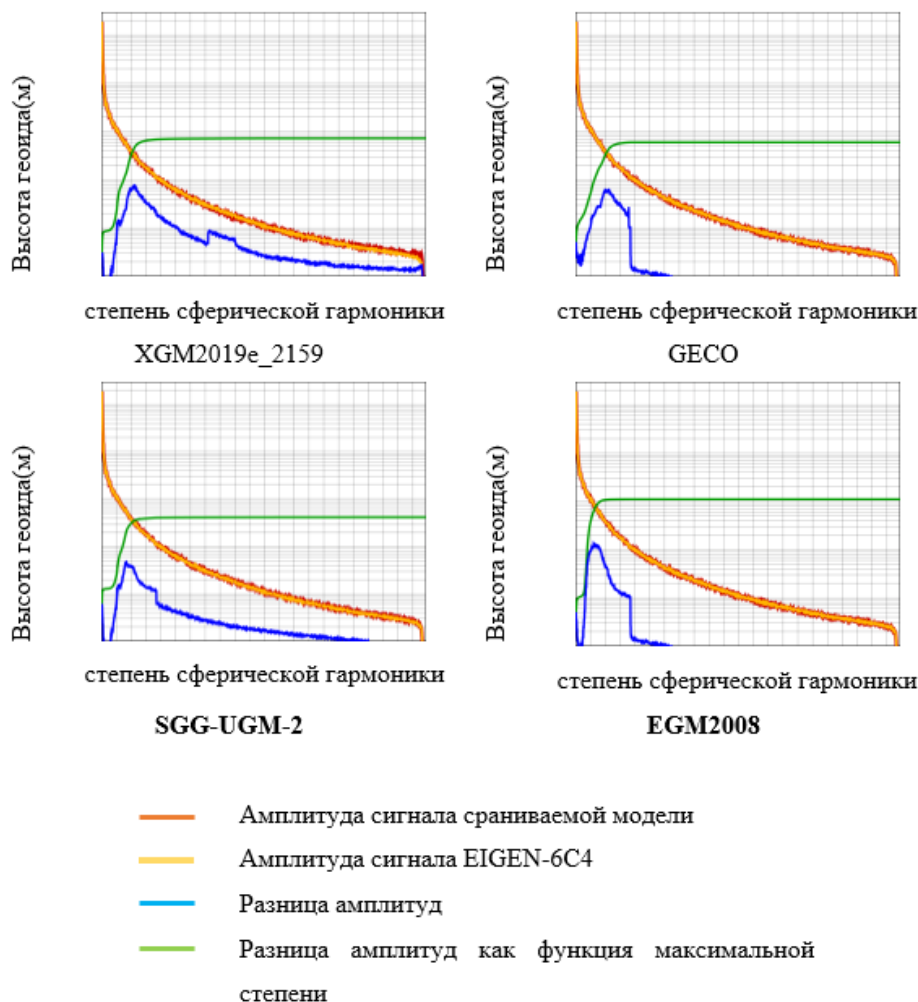 Высота геоида(м)
Высота геоида(м)
степень сферической гармоники
степень сферической гармоники
XGM2019e_2159
GECO
Высота геоида(м)
Высота геоида(м)
степень сферической гармоники
степень сферической гармоники
SGG-UGM-2
EGM2008
Амплитуда сигнала сраниваемой модели
Амплитуда сигнала EIGEN-6C4
Разница амплитуд
Разница амплитуд как функция максимальной
степени